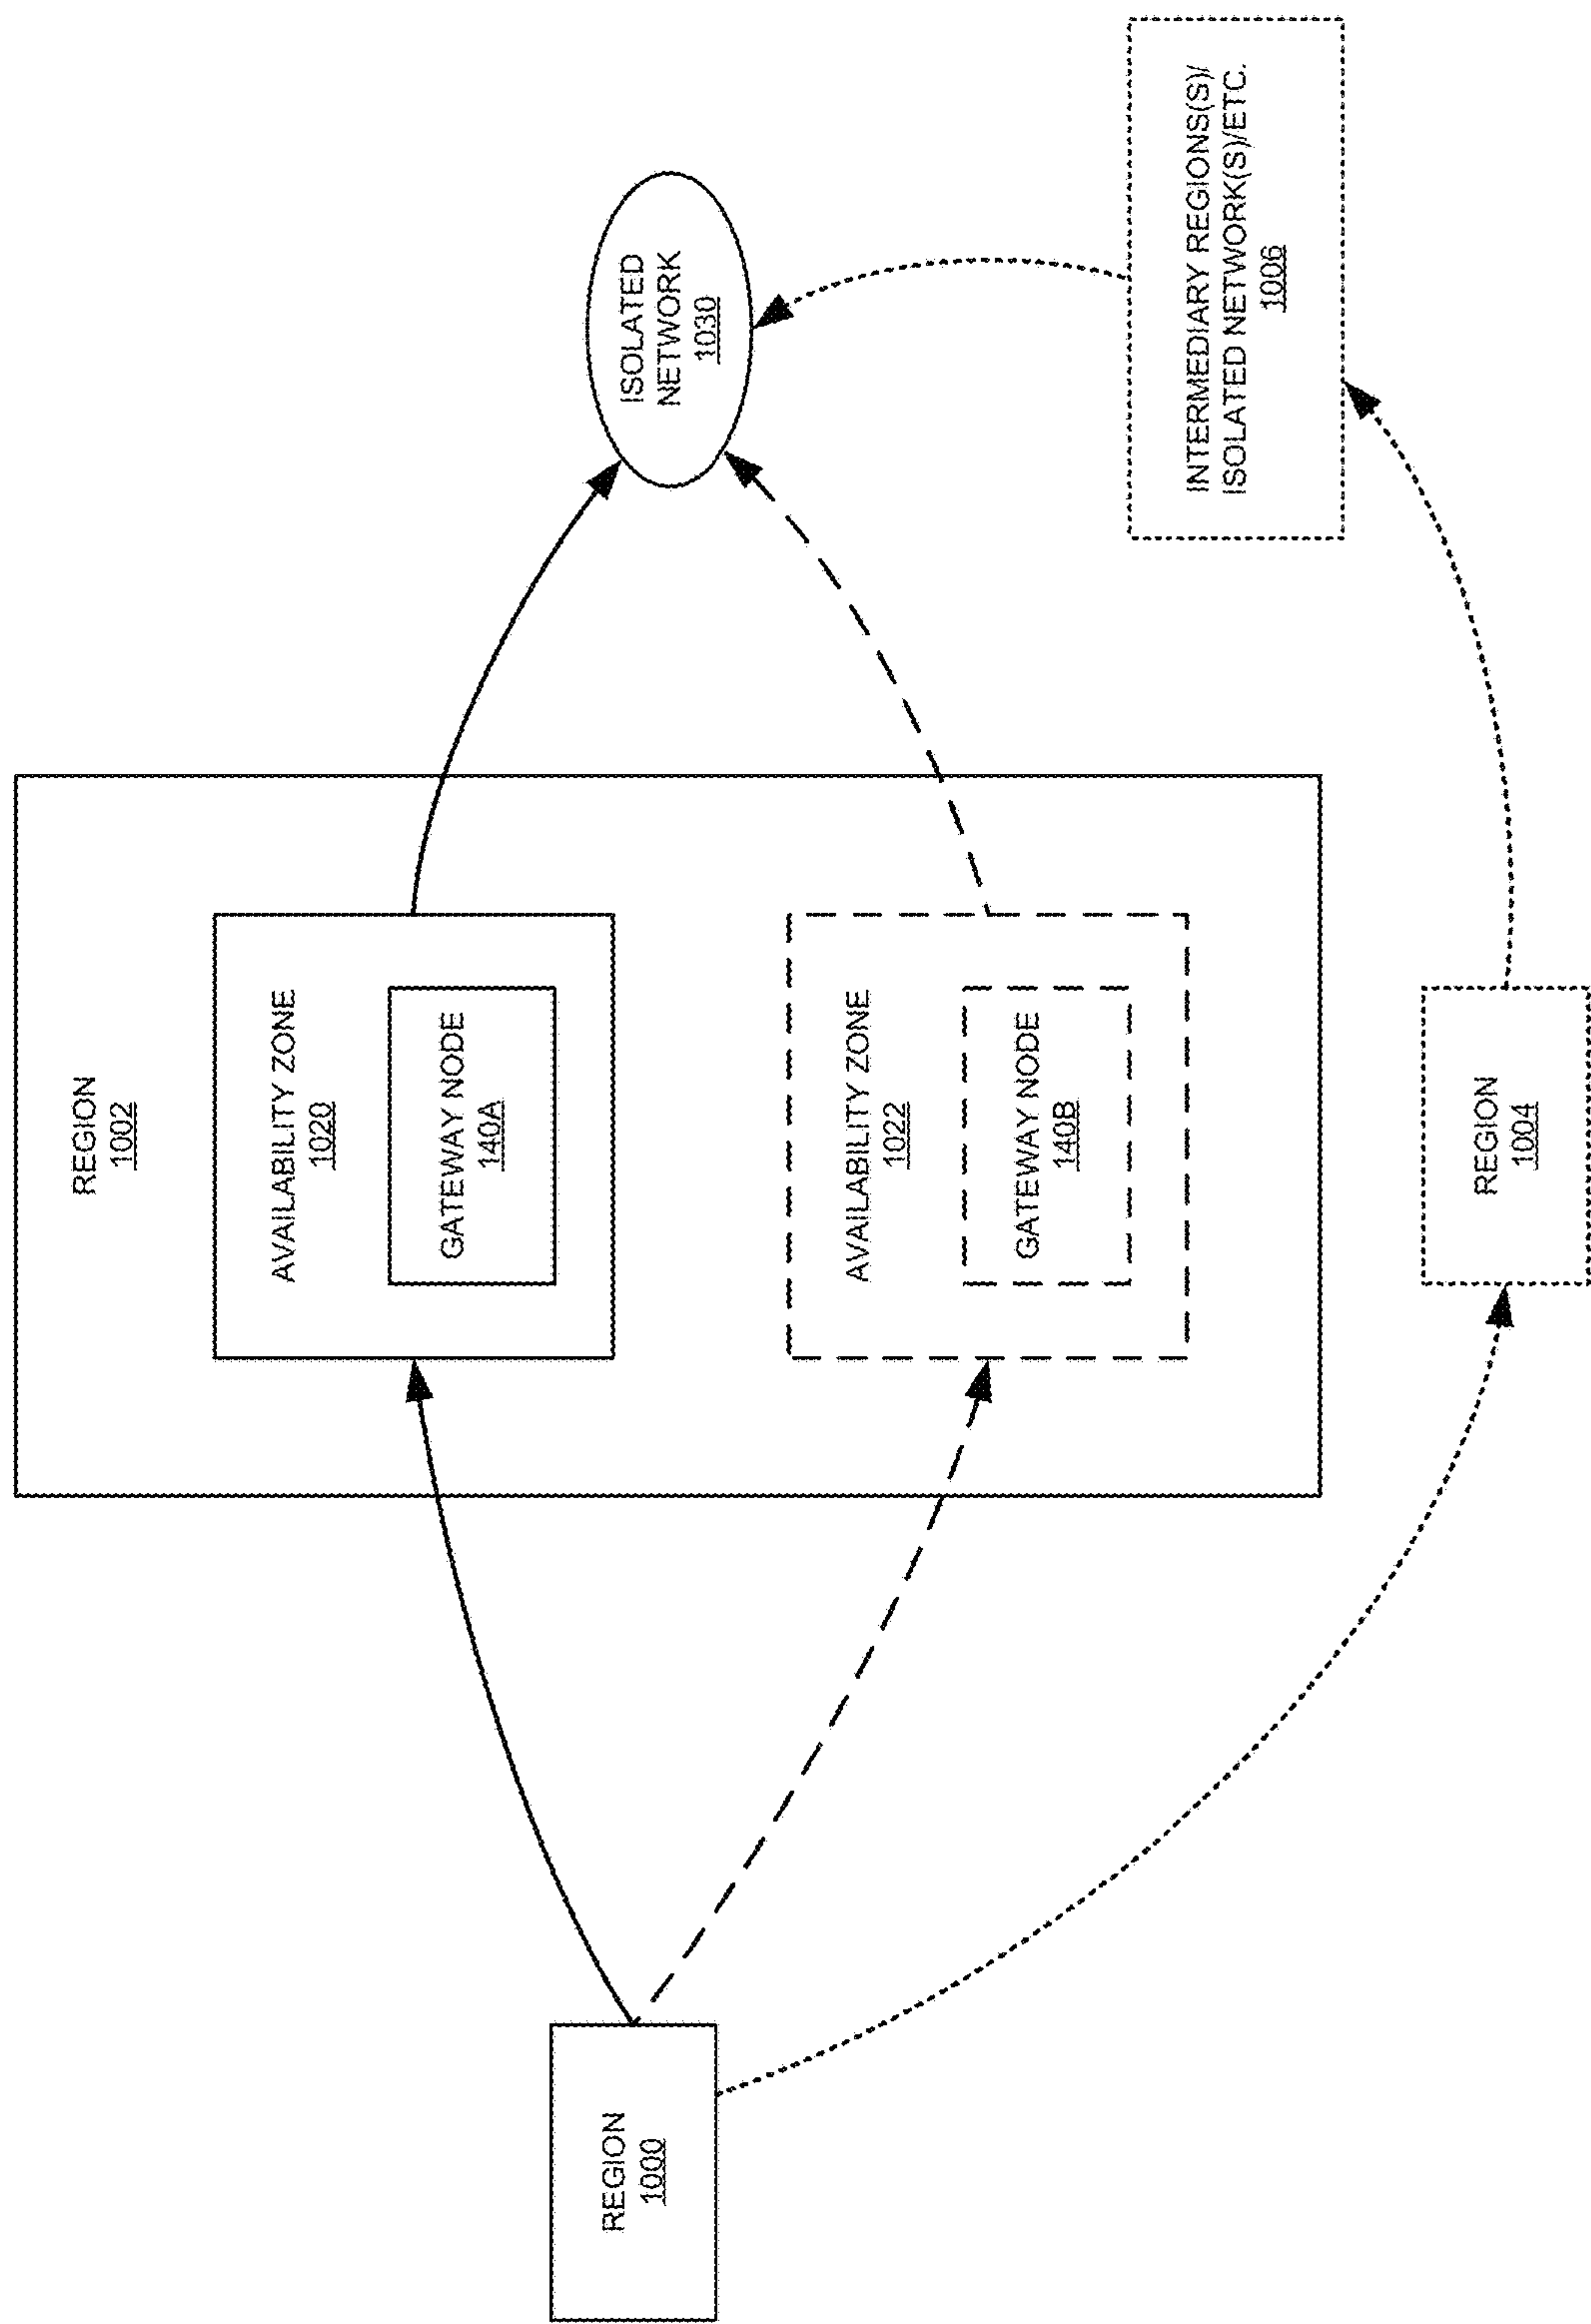 REGION
1000
REGION
1002
AVAILABILITY ZONE
1020
GATEWAY NODE
140A
AVAILABILITY ZONE
1022
GATEWAY NODE
140B
REGION
1004
ISOLATED
NETWORK
1030
INTERMEDIARY REGIONS(S)/
ISOLATED NETWORK(S)/ETC.
1006